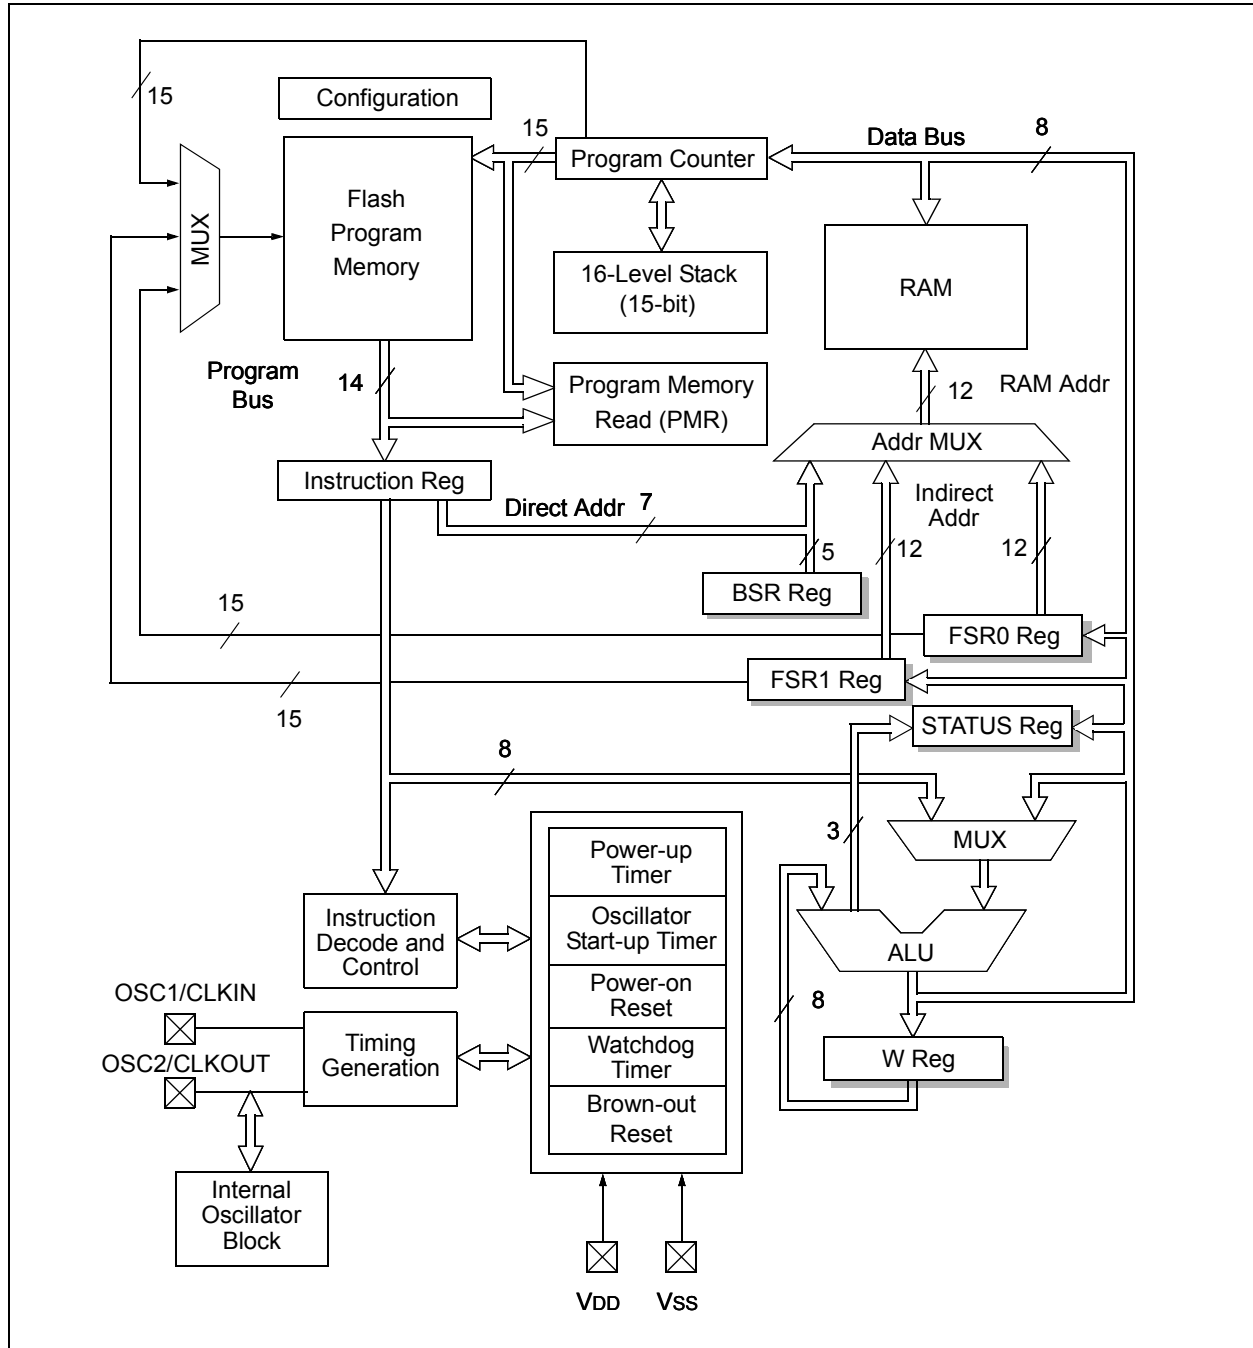 15
Configuration
15
Program Counter
Data Bus
8
MUX
Flash
Program
Memory
16-Level Stack
(15-bit)
RAM
Program
Bus
14
Program Memory
Read (PMR)
12
RAM Addr
Addr MUX
Instruction Reg
Direct Addr
7
Indirect
Addr
5
12
12
BSR Reg
15
FSR0 Reg
FSR1 Reg
15
STATUS Reg
8
3
MUX
Power-up
Timer
Oscillator
Start-up Timer
Power-on
Reset
Watchdog
Timer
Brown-out
Reset
Instruction
Decode and
Control
ALU
8
OSC1/CLKIN
Timing
Generation
OSC2/CLKOUT
W Reg
Internal
Oscillator
Block
VDD
VSS